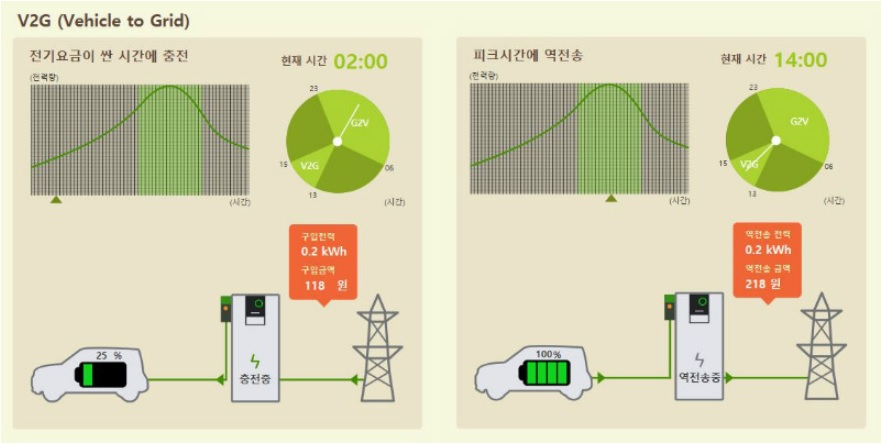 V2G (Vehicle to Grid)
전기요금이 싼 시간에 충전
현재 시간 02:00
(전력량)
23
G2V
15
V2G
06
13
(시간)
(시간)
구입전력
0.2 kWh
구입금액
118 원
25 %
충전중
피크시간에 역전송
현재 시간 14:00
(전력량)
23
G2V
15
V2G
06
13
(시간)
(시간)
역전송 전력
0.2 kWh
역전송 금액
218 원
100%
역전송중